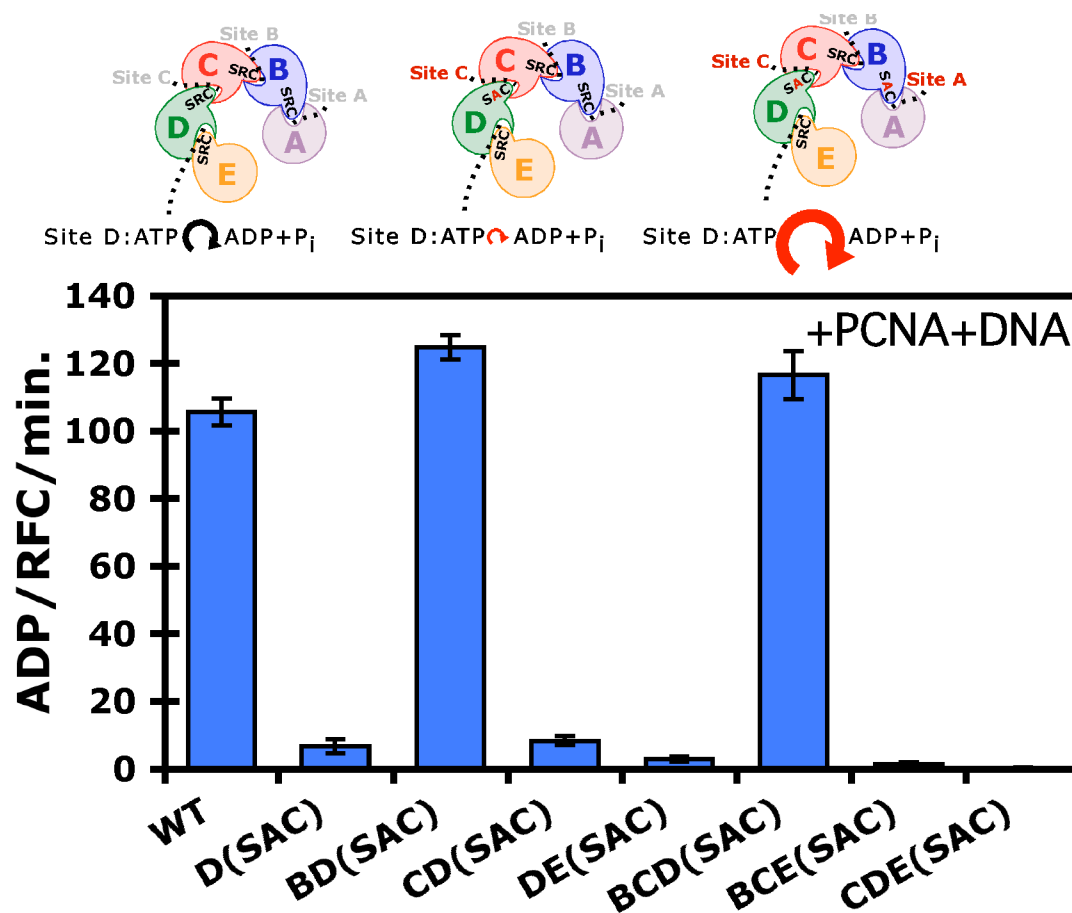 Site B
Site C
C
B
SRC
SRC
SRC
Site A
D
A
SRC
E
Site D:ATP ADP+Pi
Site B
Site C
C
B
SRC
SAC
SRC
Site A
D
A
SRC
E
Site D:ATP ADP+Pi
Site B
Site C
C
B
SRC
SAC
SAC
Site A
D
A
SRC
E
Site D:ATP ADP+Pi
+PCNA+DNA
ADP/RFC/min.
140
120
100
80
60
40
20
0
WT
D(SAC)
BD(SAC)
CD(SAC)
DE(SAC)
BCD(SAC)
BCE(SAC)
CDE(SAC)